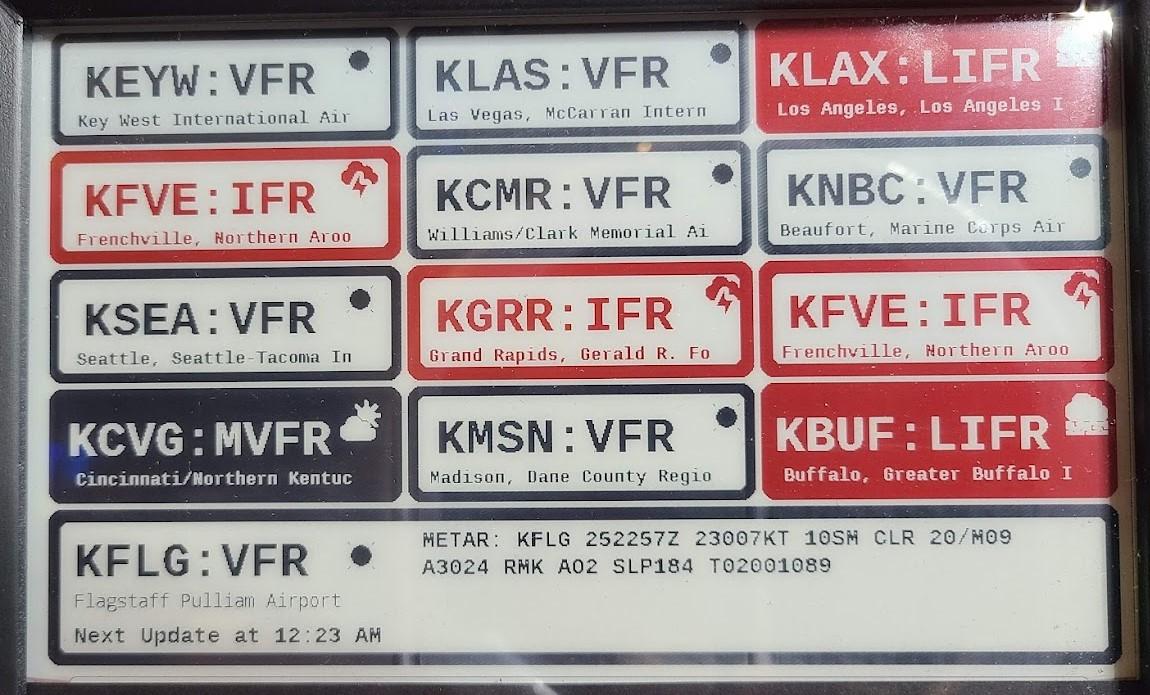 KEYW:VFR
Key West International Air
KLAS:VFR
Las Vegas, McCarran Intern
KLAX:LIFR
Los Angeles, Los Angeles I
KFVE:IFR
Frenchville, Northern Aroo
KCMR:VFR
Williams/Clark Memorial Ai
KNBC:VFR
Beaufort, Marine Corps Air
KSEA:VFR
Seattle, Seattle-Tacoma In
KGRR:IFR
Grand Rapids, Gerald R. Fo
KFVE:IFR
Frenchville, Northern Aroo
KCVG:MVFR
Cincinnati/Northern Kentuc
KMSN:VFR
Madison, Dane County Regio
KBUF:LIFR
Buffalo, Greater Buffalo I
KFLG:VFR
Flagstaff Pulliam Airport
Next Update at 12:23 AM
METAR: KFLG 252257Z 23007KT 10SM CLR 20/M09
A3024 RMK AO2 SLP184 T02001089